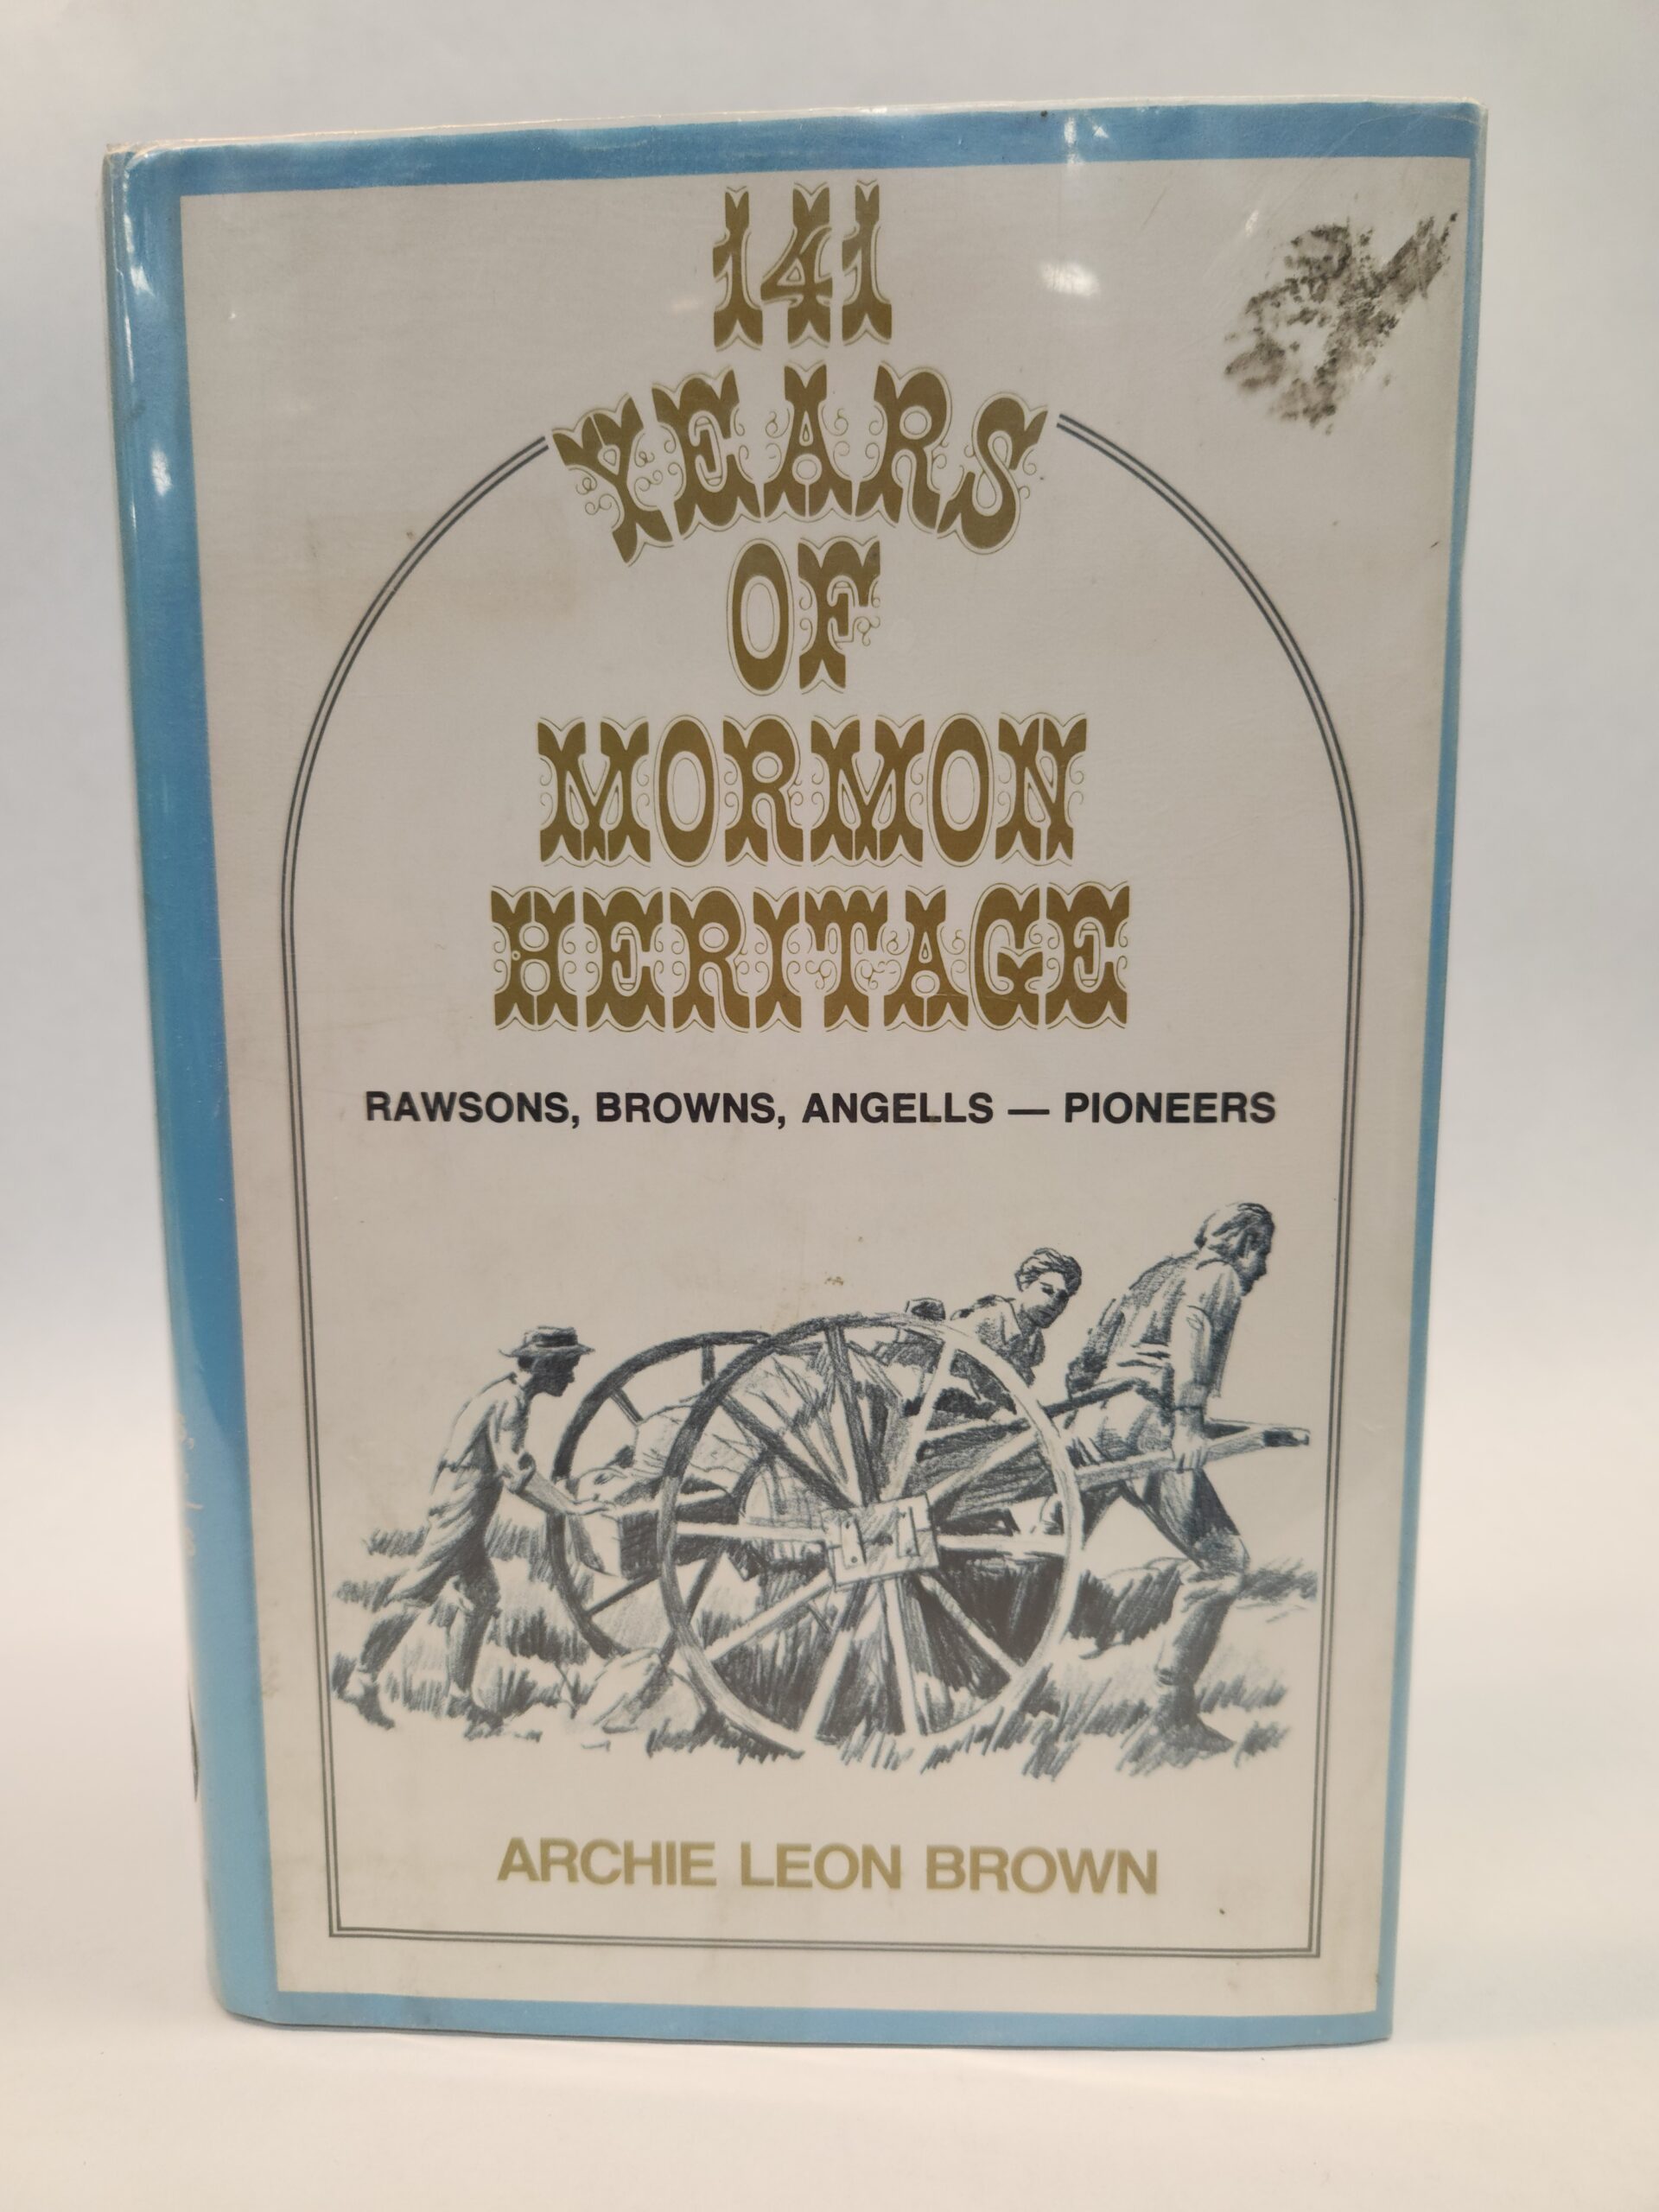 141
YEARS
OF
MORMON
HERITAGE
RAWSONS, BROWNS, ANGELLS — PIONEERS
ARCHIE LEON BROWN